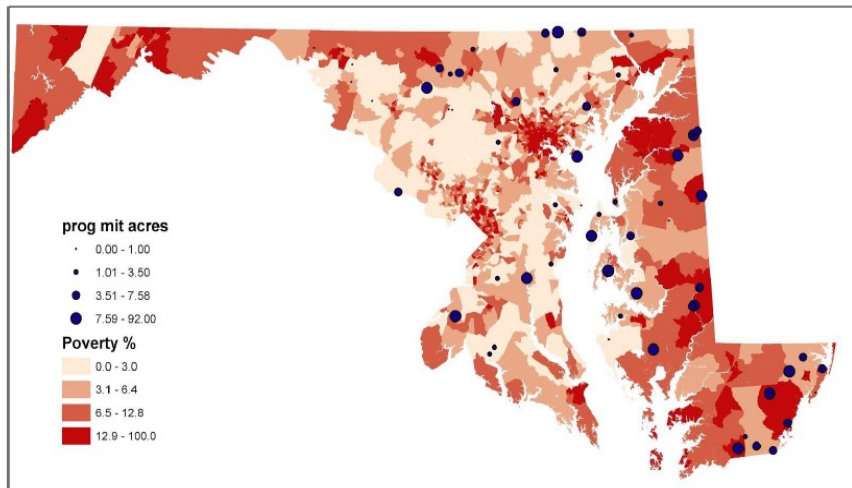 prog mit acres
0.00 - 1.00
1.01 - 3.50
3.51 - 7.58
7.59 - 92.00
Poverty %
0.0 - 3.0
3.1 - 6.4
6.5 - 12.8
12.9 - 100.0